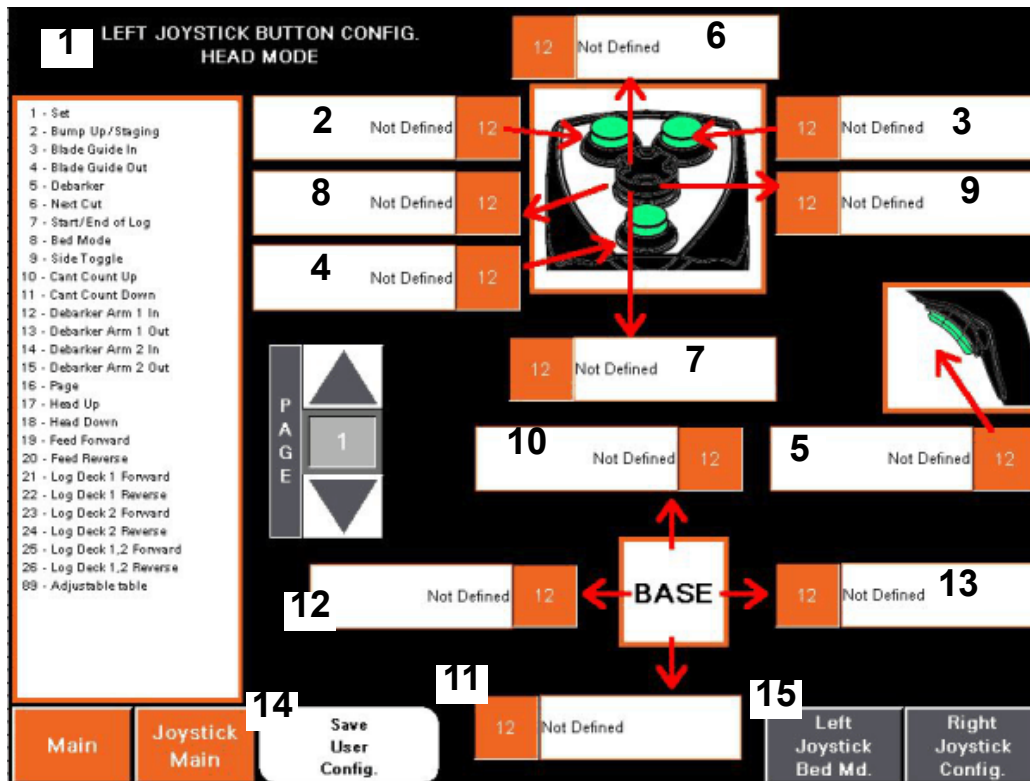 1
LEFT JOYSTICK BUTTON CONFIG.
HEAD MODE
12 Not Defined 6
1 - Set
2 - Bump Up/Staging
3 - Blade Guide In
4 - Blade Guide Out
5 - Debarker
6 - Next Cut
7 - Start/End of Log
8 - Bed Mode
9 - Side Toggle
10 - Cant Count Up
11 - Cant Count Down
12 - Debarker Arm 1 In
13 - Debarker Arm 1 Out
14 - Debarker Arm 2 In
15 - Debarker Arm 2 Out
16 - Page
17 - Head Up
18 - Head Down
19 - Feed Forward
20 - Feed Reverse
21 - Log Deck 1 Forward
22 - Log Deck 1 Reverse
23 - Log Deck 2 Forward
24 - Log Deck 2 Reverse
25 - Log Deck 1,2 Forward
26 - Log Deck 1,2 Reverse
89 - Adjustable table
2 Not Defined 12
12 Not Defined 3
8 Not Defined 12
12 Not Defined 9
4 Not Defined 12
12 Not Defined 7
PAGE
1
10 Not Defined 12
5 Not Defined 12
12 Not Defined 12
BASE
12 Not Defined 13
11
12 Not Defined
Main
Joystick
Main
14
Save
User
Config.
15
Left
Joystick
Bed Md.
Right
Joystick
Config.